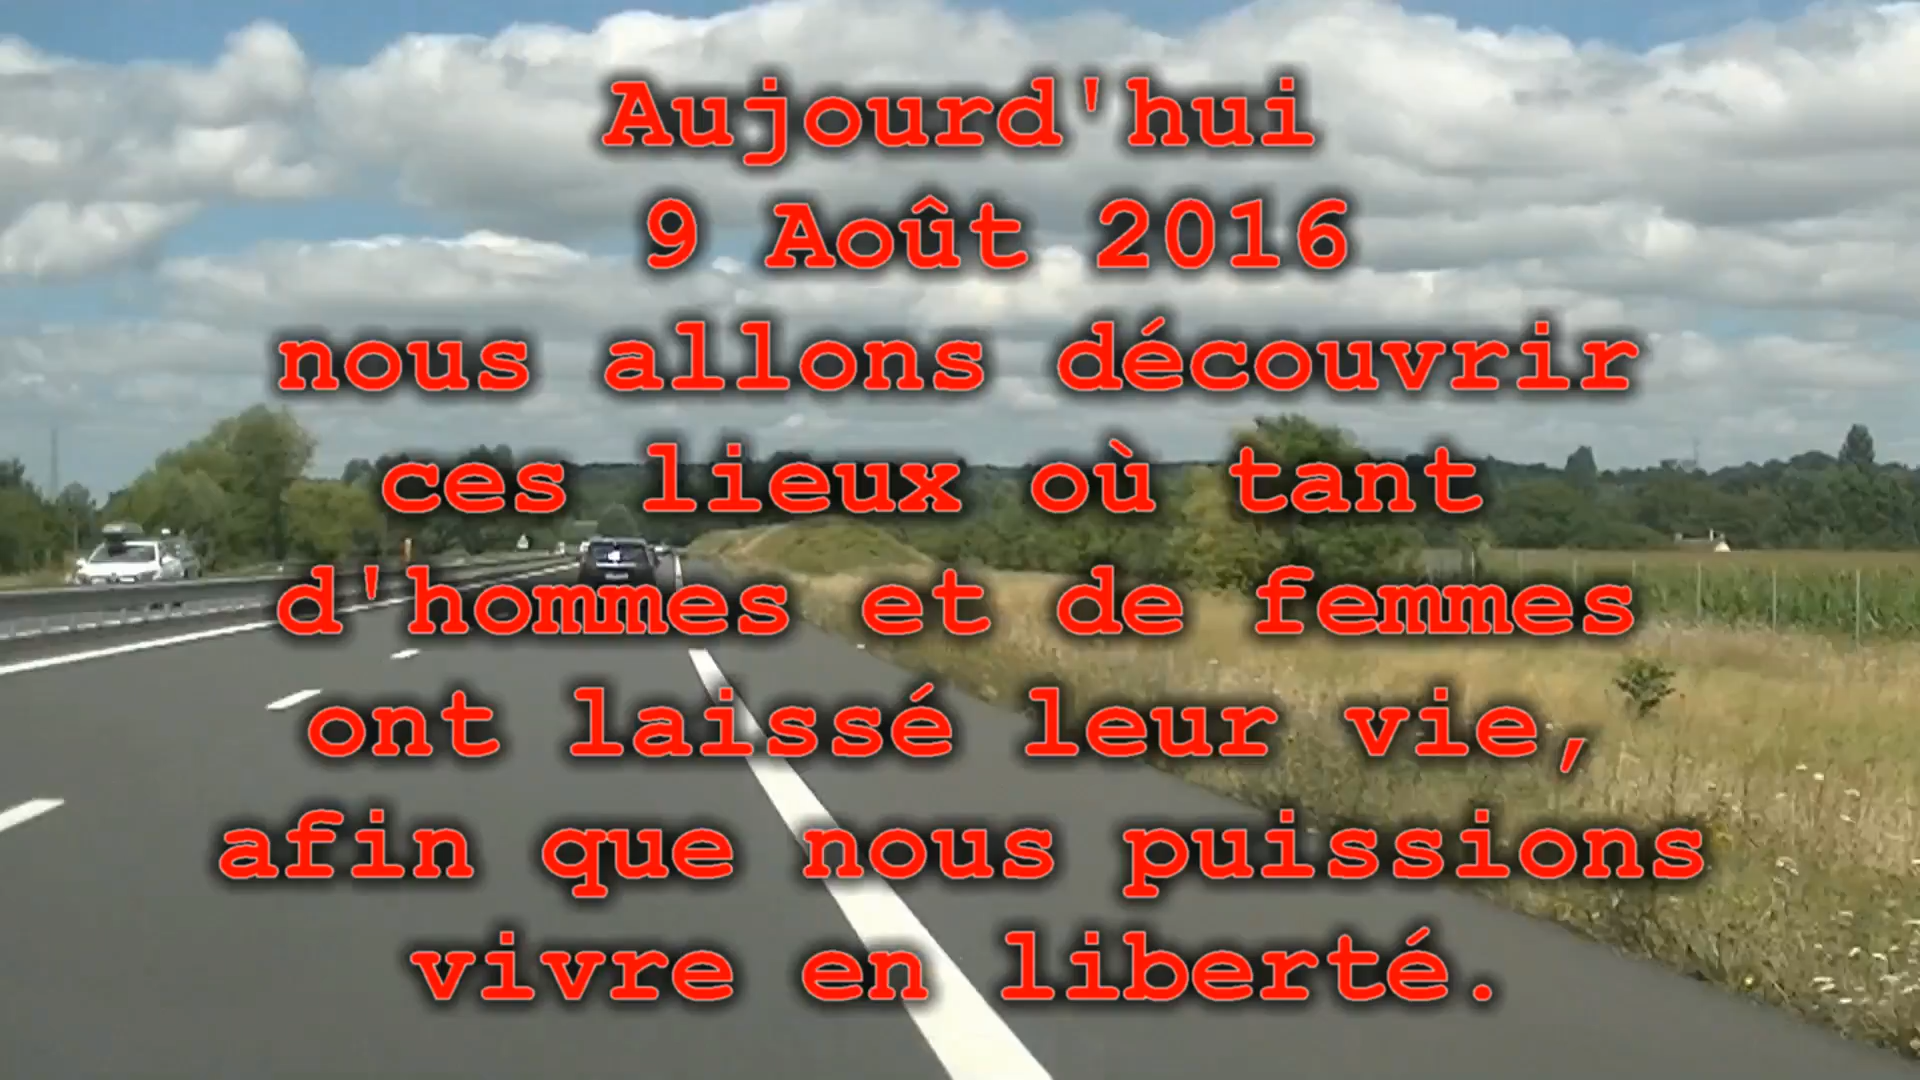 Aujourd'hui
9 Août 2016
nous allons découvrir
ces lieux où tant
d'hommes et de femmes
ont laissé leur vie,
afin que nous puissions
vivre en liberté.